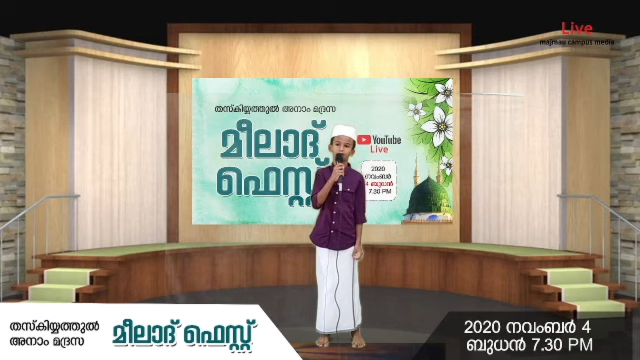 Live
majmau campus media
തസ്കിയ്യത്തുൽ അനാം മദ്രസ
മീലാദ്
ഫെസ്റ്റ്
YouTube
Live
2020
നവംബർ
4 ബുധൻ
7.30 PM
തസ്കിയ്യത്തുൽ
അനാം മദ്രസ
മീലാദ് ഫെസ്റ്റ്
2020 നവംബർ 4
ബുധൻ 7.30 PM